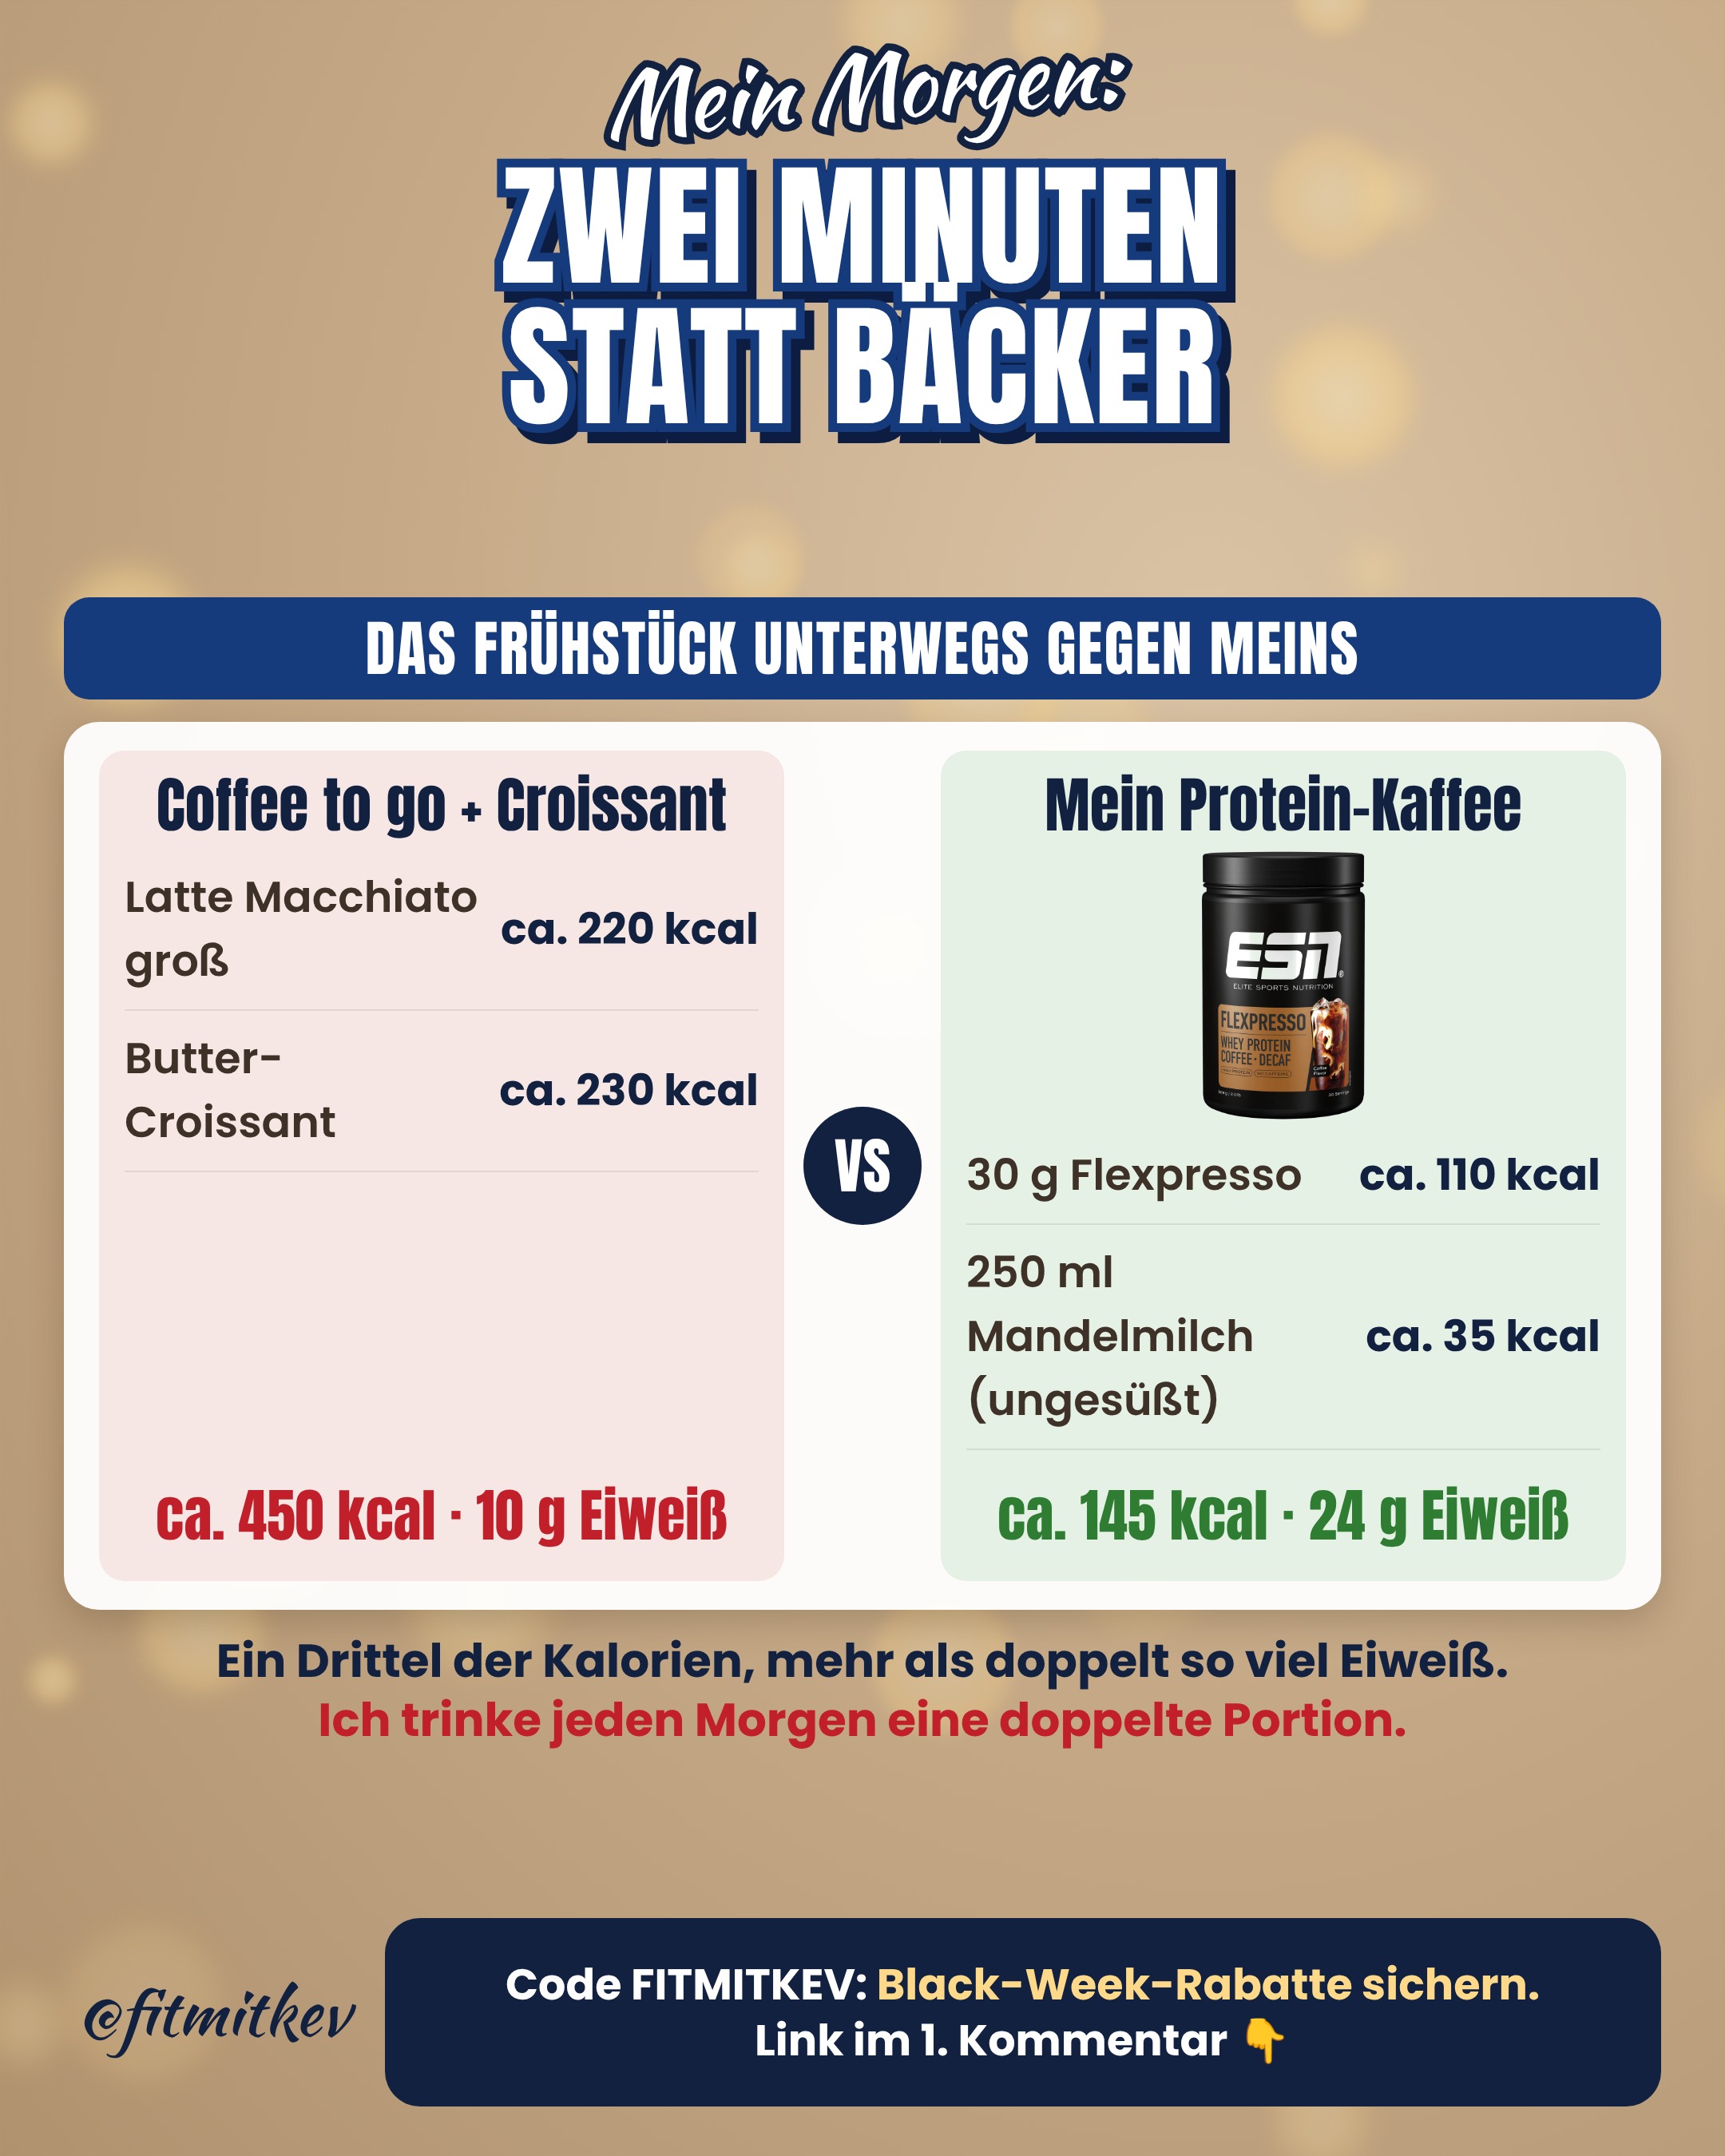 Mein Morgen:
ZWEI MINUTEN
STATT BÄCKER
DAS FRÜHSTÜCK UNTERWEGS GEGEN MEINS
Coffee to go + Croissant
Latte Macchiato
groß
ca. 220 kcal
Butter-
Croissant
ca. 230 kcal
ca. 450 kcal · 10 g Eiweiß
VS
Mein Protein-Kaffee
ESN
ELITE SPORTS NUTRITION
FLEXPRESSO
WHEY PROTEIN
COFFEE · DECAF
Coffee
Flavor
30 g Flexpresso ca. 110 kcal
250 ml
Mandelmilch
(ungesüßt)
ca. 35 kcal
ca. 145 kcal · 24 g Eiweiß
Ein Drittel der Kalorien, mehr als doppelt so viel Eiweiß.
Ich trinke jeden Morgen eine doppelte Portion.
@fitmitkev
Code FITMITKEV: Black-Week-Rabatte sichern.
Link im 1. Kommentar 👇